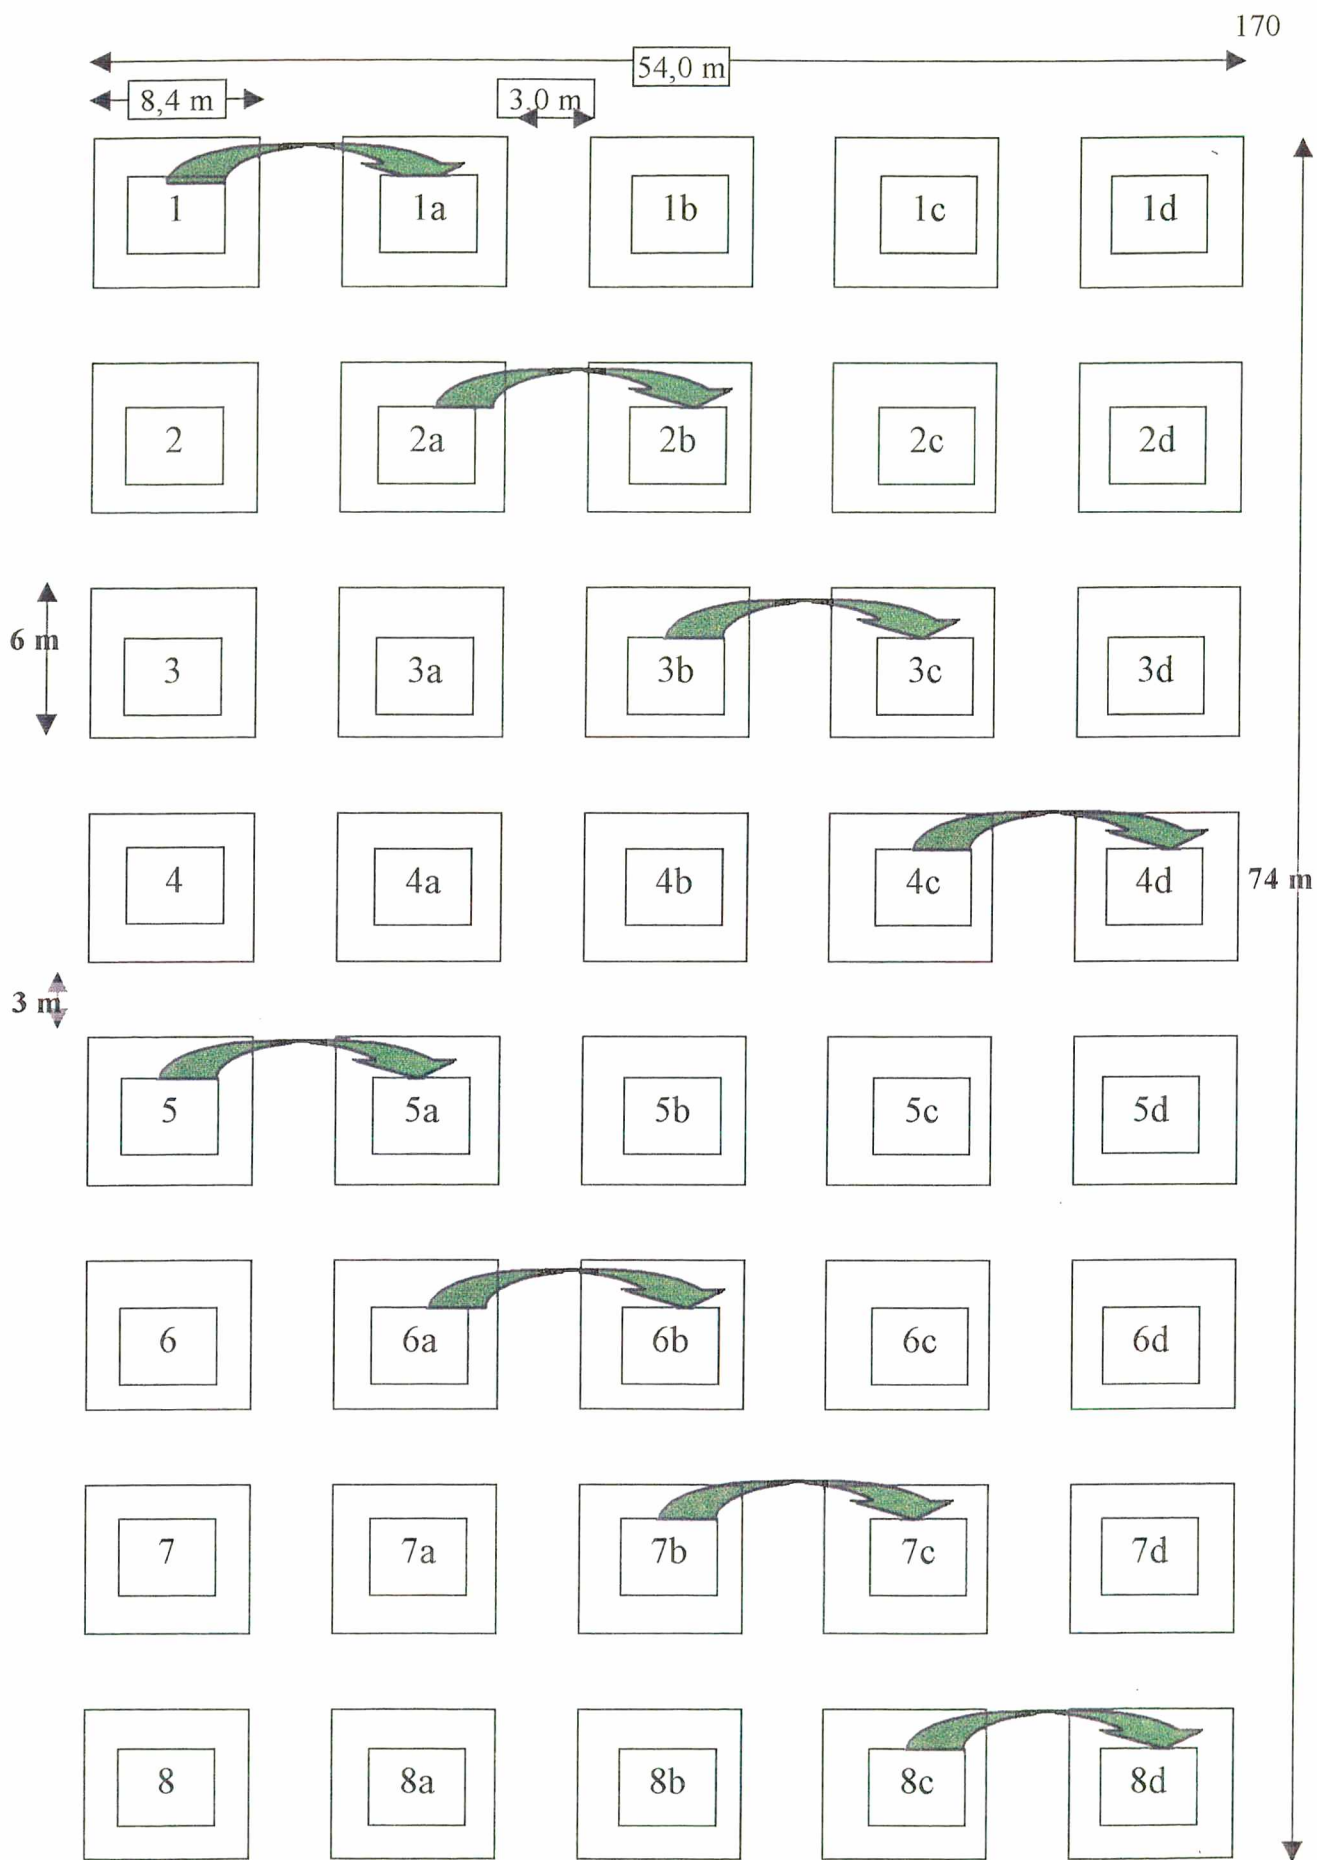 170
54,0 m
8,4 m 3,0 m
1 1a 1b 1c 1d
2 2a 2b 2c 2d
6 m
3 3a 3b 3c 3d
4 4a 4b 4c 4d 74 m
3 m
5 5a 5b 5c 5d
6 6a 6b 6c 6d
7 7a 7b 7c 7d
8 8a 8b 8c 8d